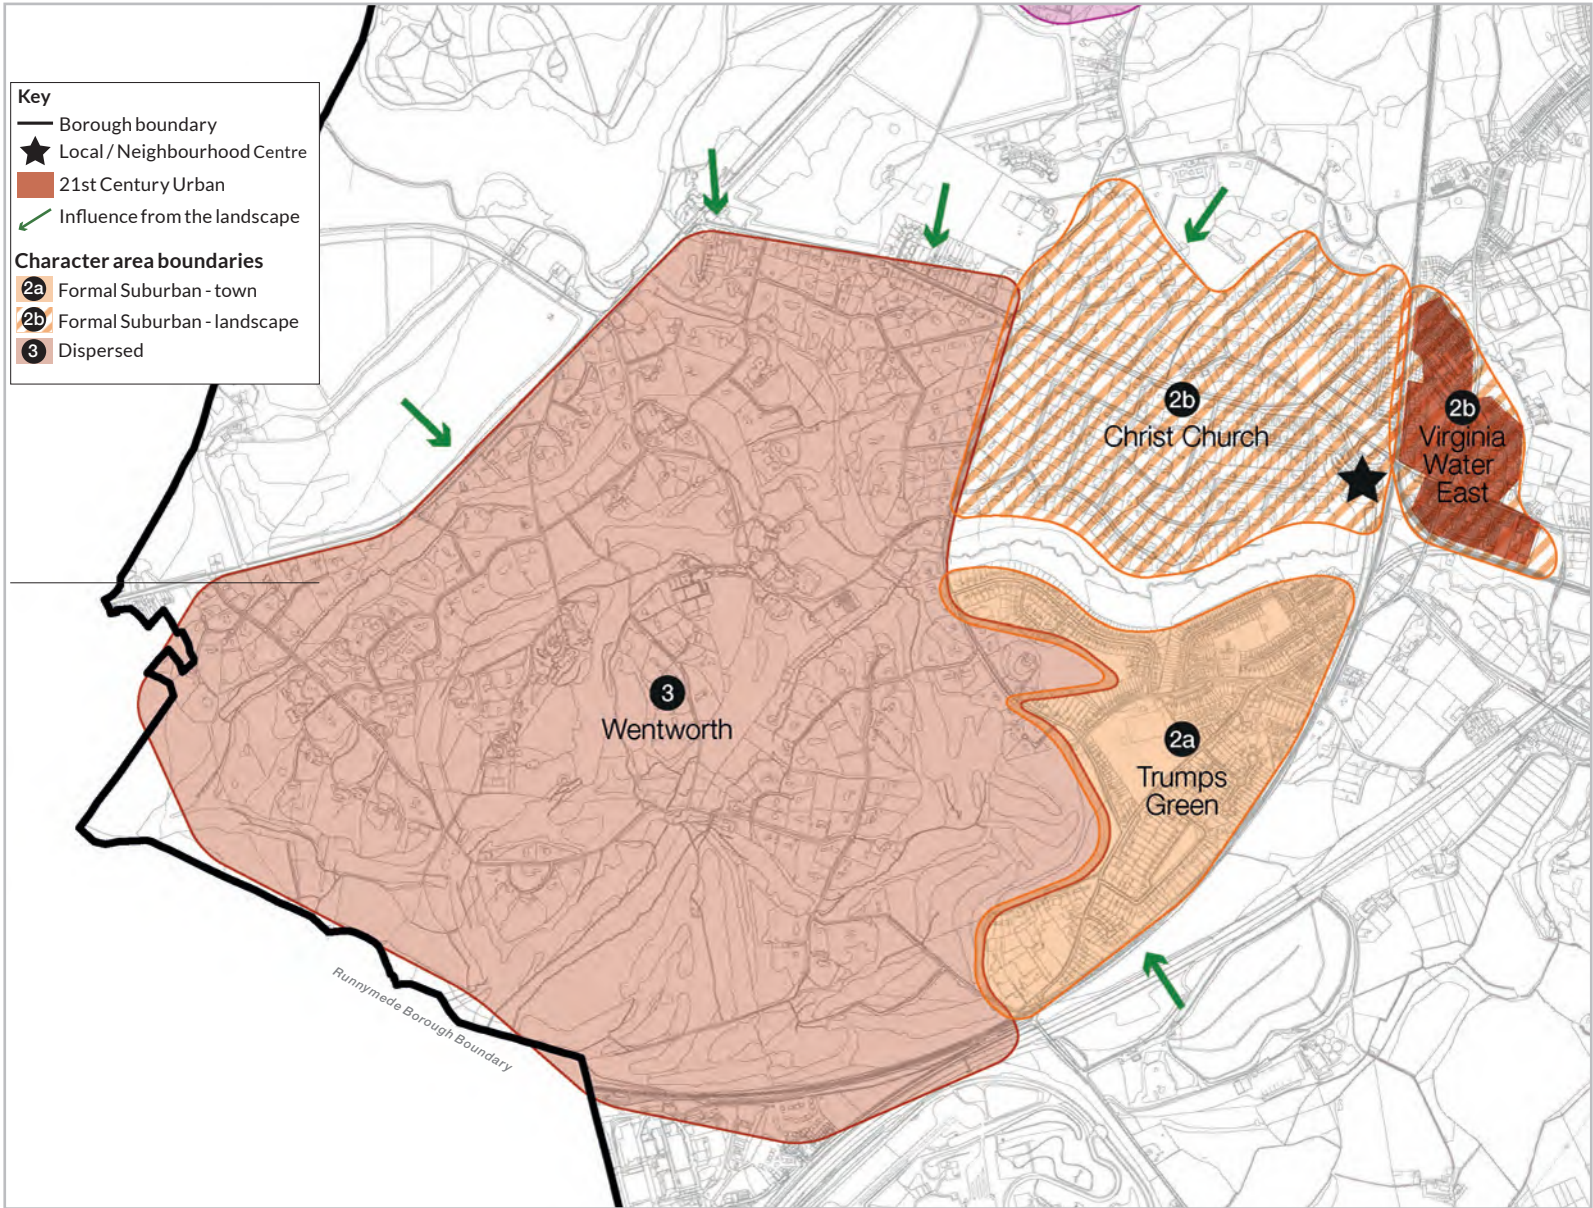 Key
Borough boundary
Local / Neighbourhood Centre
21st Century Urban
Influence from the landscape
Character area boundaries
2a Formal Suburban - town
2b Formal Suburban - landscape
3 Dispersed
2b
Christ Church
2b
Virginia
Water
East
3
Wentworth
2a
Trumps
Green
Runnymede Borough Boundary